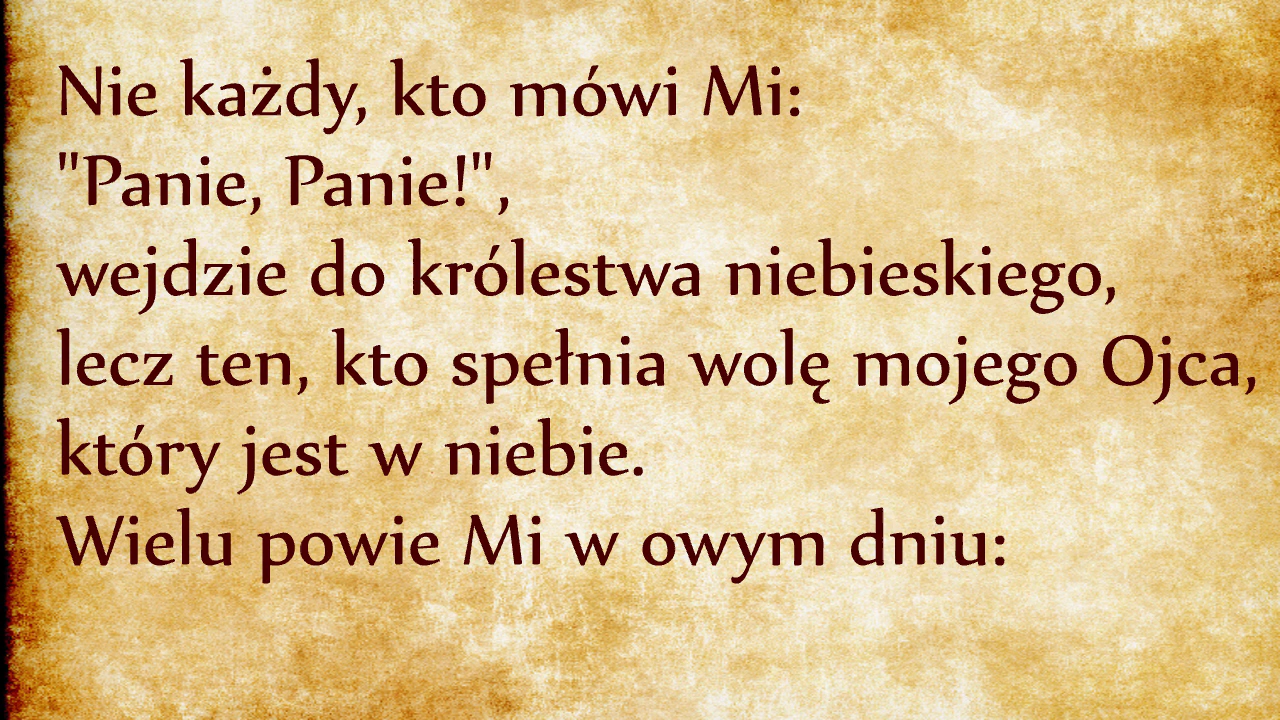 Nie każdy, kto mówi Mi:
"Panie, Panie!",
wejdzie do królestwa niebieskiego,
lecz ten, kto spełnia wolę mojego Ojca,
który jest w niebie.
Wielu powie Mi w owym dniu: